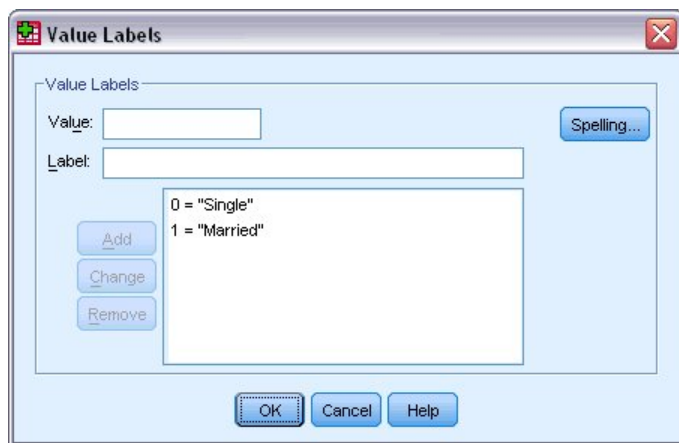 Value Labels
Value Labels
Value:
Spelling...
Label:
0 = "Single"
1 = "Married"
Add
Change
Remove
OK Cancel Help